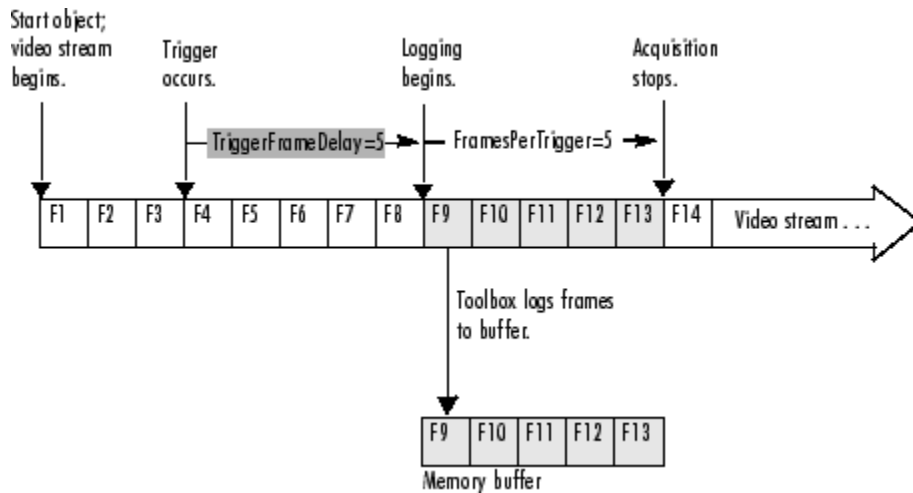 Start object;
video stream
begins.
Trigger
occurs.
Logging
begins.
Acquisition
stops.
TriggerFrameDelay=5
FramesPerTrigger=5
F1 F2 F3 F4 F5 F6 F7 F8 F9 F10 F11 F12 F13 F14 Video stream . . .
Toolbox logs frames
to buffer.
F9 F10 F11 F12 F13
Memory buffer